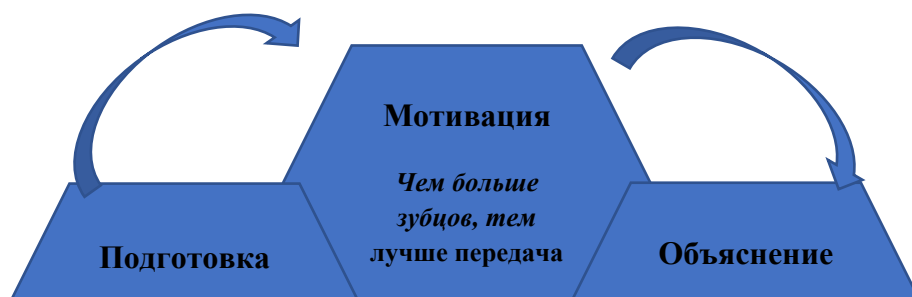 Мотивация
Чем больше
зубцов, тем
лучше передача
Подготовка
Объяснение